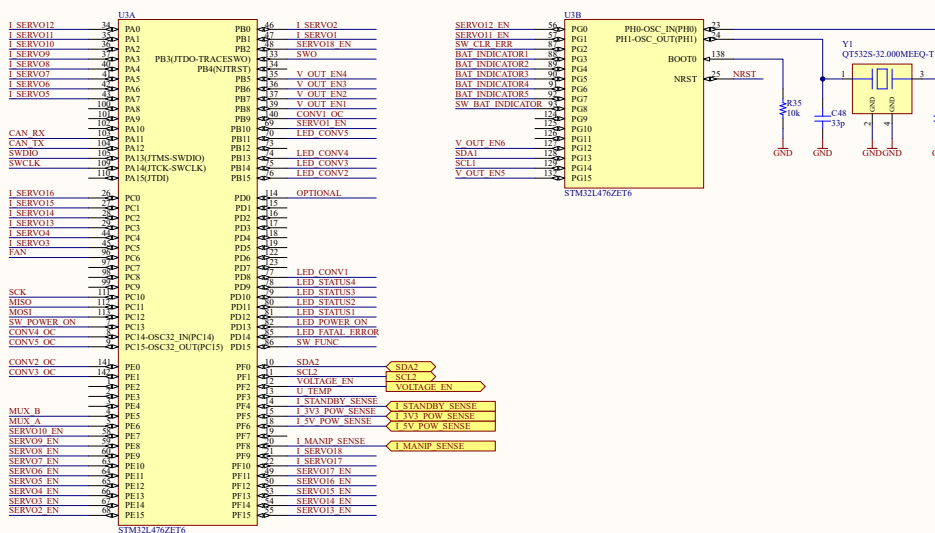 U3A
I_SERVO12 34 PA0 PB0 46 I_SERVO2
I_SERVO11 35 PA1 PB1 47 I_SERVO1
I_SERVO10 36 PA2 PB2 48 SERVO18_EN
I_SERVO9 37 PA3 PB3(JTDO-TRACESWO) 133 SWO
I_SERVO8 40 PA4 PB4(NJTRST) 134
I_SERVO7 41 PA5 PB5 135 V_OUT_EN4
I_SERVO6 42 PA6 PB6 136 V_OUT_EN3
I_SERVO5 43 PA7 PB7 137 V_OUT_EN2
100 PA8 PB8 139 V_OUT_EN1
101 PA9 PB9 140 CONV1_OC
102 PA10 PB10 69 SERVO1_EN
CAN_RX 103 PA11 PB11 70 LED_CONV5
CAN_TX 104 PA12 PB12 73
SWDIO 105 PA13(JTMS-SWDIO) PB13 74 LED_CONV4
SWCLK 109 PA14(JTCK-SWCLK) PB14 75 LED_CONV3
110 PA15(JTDI) PB15 76 LED_CONV2
I_SERVO16 26 PC0 PD0 114 OPTIONAL
I_SERVO15 27 PC1 PD1 115
I_SERVO14 28 PC2 PD2 116
I_SERVO13 29 PC3 PD3 117
I_SERVO4 44 PC4 PD4 118
I_SERVO3 45 PC5 PD5 119
FAN 96 PC6 PD6 122
97 PC7 PD7 123
98 PC8 PD8 77 LED_CONV1
99 PC9 PD9 78 LED_STATUS4
SCK 111 PC10 PD10 79 LED_STATUS3
MISO 112 PC11 PD11 80 LED_STATUS2
MOSI 113 PC12 PD12 81 LED_STATUS1
SW_POWER_ON 7 PC13 PD13 82 LED_POWER_ON
CONV4_OC 8 PC14-OSC32_IN(PC14) PD14 85 LED_FATAL_ERROR
CONV5_OC 9 PC15-OSC32_OUT(PC15) PD15 86 SW_FUNC
CONV2_OC 141 PE0 PF0 10 SDA2 SDA2
CONV3_OC 142 PE1 PF1 11 SCL2 SCL2
1 PE2 PF2 12 VOLTAGE_EN VOLTAGE_EN
2 PE3 PF3 13 U_TEMP
3 PE4 PF4 14 I_STANDBY_SENSE I_STANDBY_SENSE
MUX_B 4 PE5 PF5 15 I_3V3_POW_SENSE I_3V3_POW_SENSE
MUX_A 5 PE6 PF6 18 I_5V_POW_SENSE I_5V_POW_SENSE
SERVO10_EN 58 PE7 PF7 19
SERVO9_EN 59 PE8 PF8 20 I_MANIP_SENSE I_MANIP_SENSE
SERVO8_EN 60 PE9 PF9 21 I_SERVO18
SERVO7_EN 63 PE10 PF10 22 I_SERVO17
SERVO6_EN 64 PE11 PF11 49 SERVO17_EN
SERVO5_EN 65 PE12 PF12 50 SERVO16_EN
SERVO4_EN 66 PE13 PF13 53 SERVO15_EN
SERVO3_EN 67 PE14 PF14 54 SERVO14_EN
SERVO2_EN 68 PE15 PF15 55 SERVO13_EN
STM32L476ZET6
U3B
SERVO12_EN 56 PG0 PH0-OSC_IN(PH0) 23
SERVO11_EN 57 PG1 PH1-OSC_OUT(PH1) 24
SW_CLR_ERR 87 PG2
BAT_INDICATOR1 88 PG3 BOOT0 138
BAT_INDICATOR2 89 PG4
BAT_INDICATOR3 90 PG5 NRST 25 NRST
BAT_INDICATOR4 91 PG6
BAT_INDICATOR5 92 PG7
SW_BAT_INDICATOR 93 PG8
124 PG9
125 PG10
126 PG11
V_OUT_EN6 127 PG12
SDA1 128 PG13
SCL1 129 PG14
V_OUT_EN5 132 PG15
STM32L476ZET6
R35
10k
GND
C48
33p
GND
Y1
QT532S-32.000MEEQ-T
1 3
GND GND
2 4
GND GND